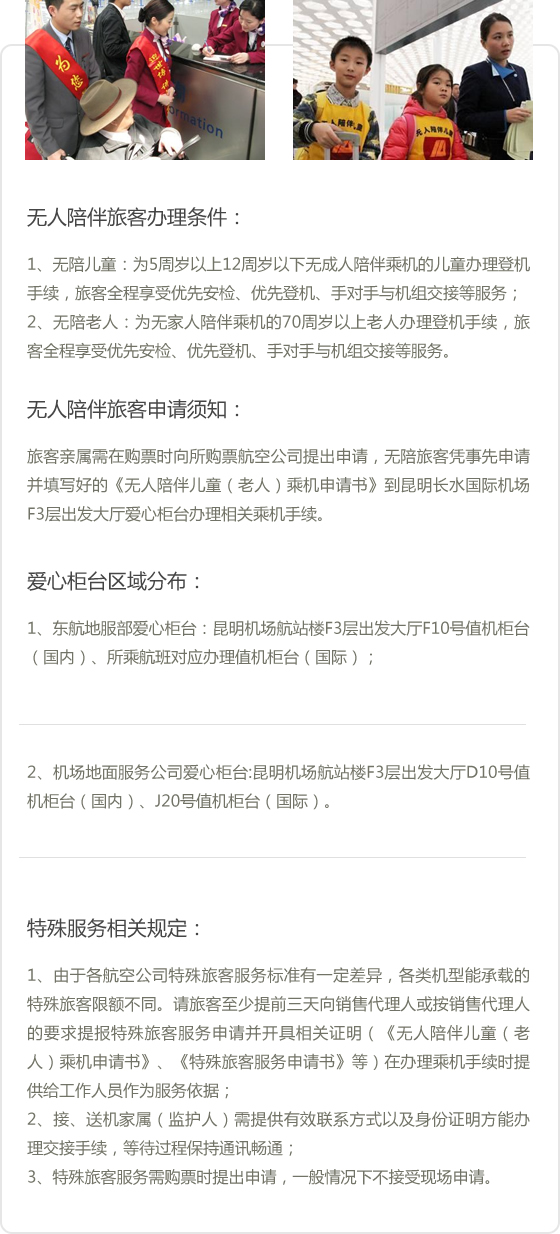 为您
迎
information
无人陪伴儿童
无人陪伴儿童
无人陪伴旅客办理条件：
1、无陪儿童：为5周岁以上12周岁以下无成人陪伴乘机的儿童办理登机
手续，旅客全程享受优先安检、优先登机、手对手与机组交接等服务；
2、无陪老人：为无家人陪伴乘机的70周岁以上老人办理登机手续，旅
客全程享受优先安检、优先登机、手对手与机组交接等服务。
无人陪伴旅客申请须知：
旅客亲属需在购票时向所购票航空公司提出申请，无陪旅客凭事先申请
并填写好的《无人陪伴儿童（老人）乘机申请书》到昆明长水国际机场
F3层出发大厅爱心柜台办理相关乘机手续。
爱心柜台区域分布：
1、东航地服部爱心柜台：昆明机场航站楼F3层出发大厅F10号值机柜台
（国内）、所乘航班对应办理值机柜台（国际）；
2、机场地面服务公司爱心柜台:昆明机场航站楼F3层出发大厅D10号值
机柜台（国内）、J20号值机柜台（国际）。
特殊服务相关规定：
1、由于各航空公司特殊旅客服务标准有一定差异，各类机型能承载的
特殊旅客限额不同。请旅客至少提前三天向销售代理人或按销售代理人
的要求提报特殊旅客服务申请并开具相关证明（《无人陪伴儿童（老
人）乘机申请书》、《特殊旅客服务申请书》等）在办理乘机手续时提
供给工作人员作为服务依据；
2、接、送机家属（监护人）需提供有效联系方式以及身份证明方能办
理交接手续，等待过程保持通讯畅通；
3、特殊旅客服务需购票时提出申请，一般情况下不接受现场申请。